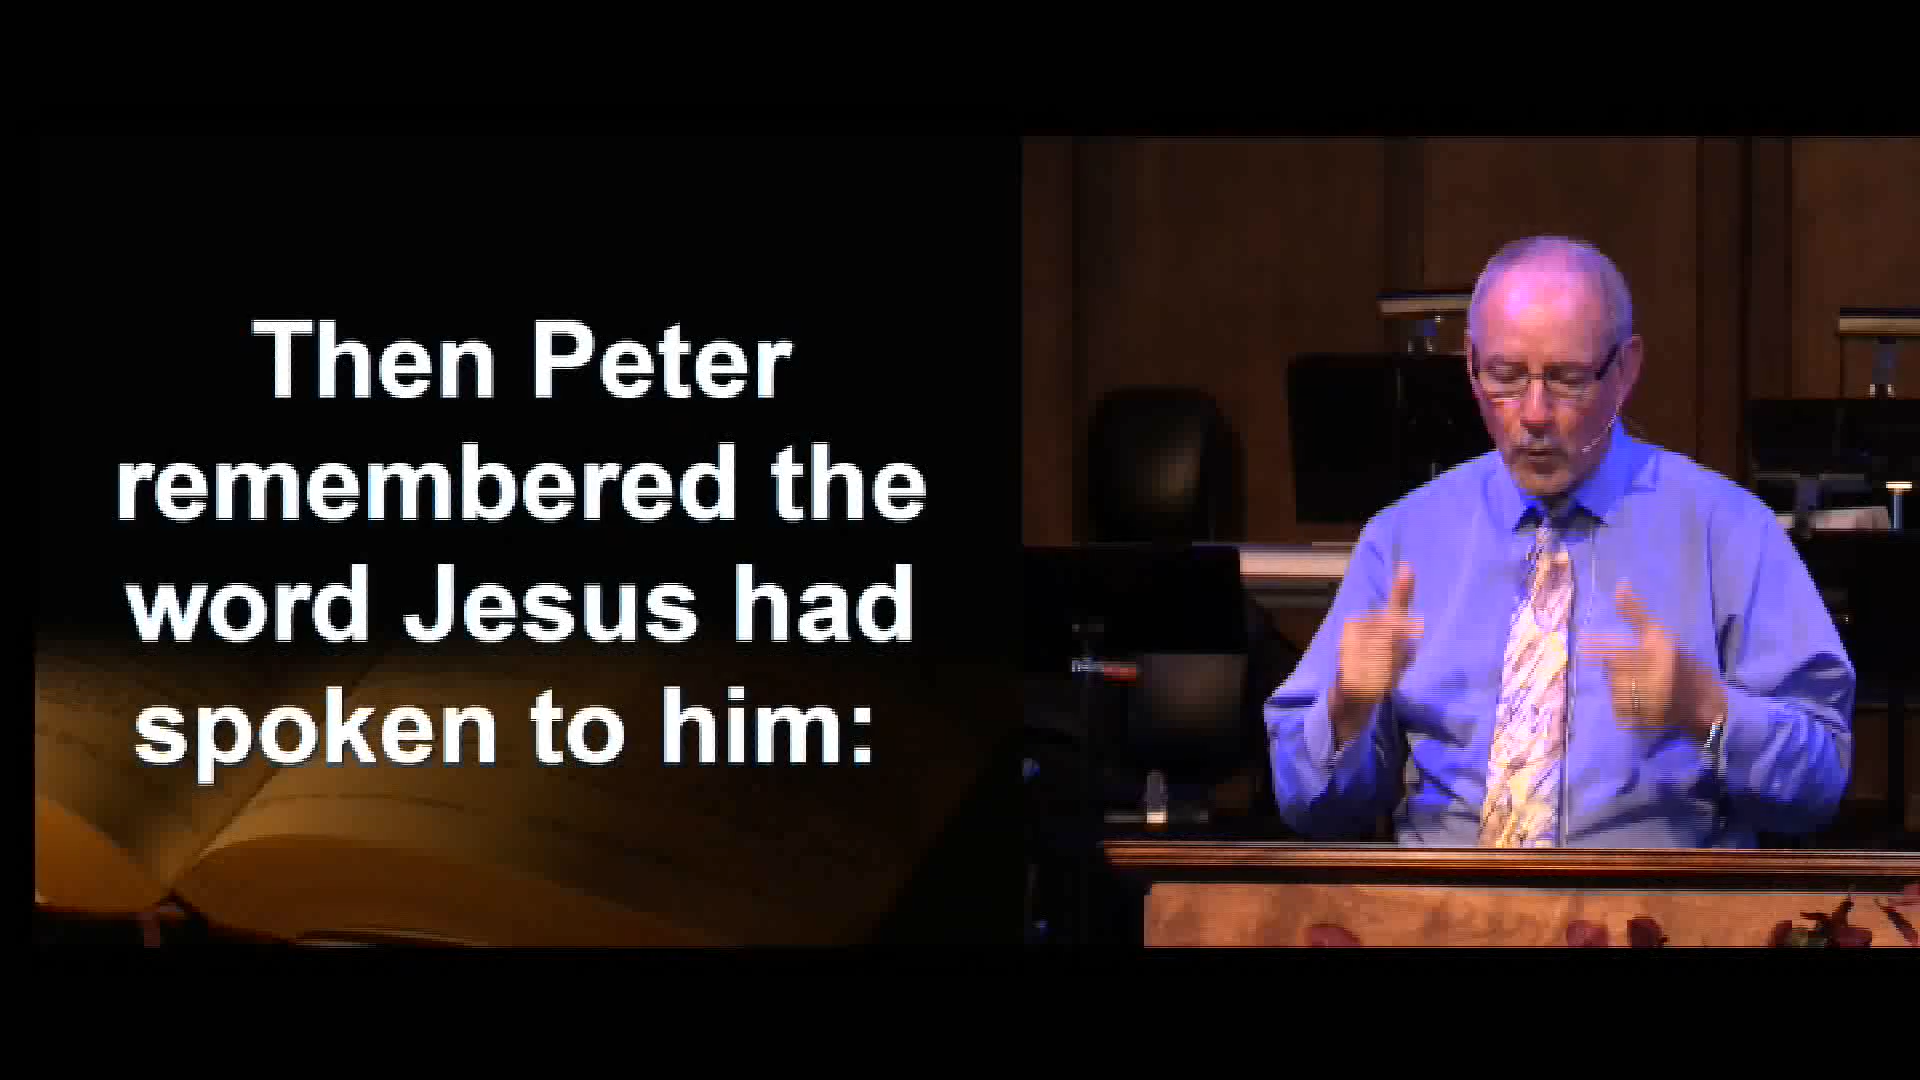 Then Peter
remembered the
word Jesus had
spoken to him: